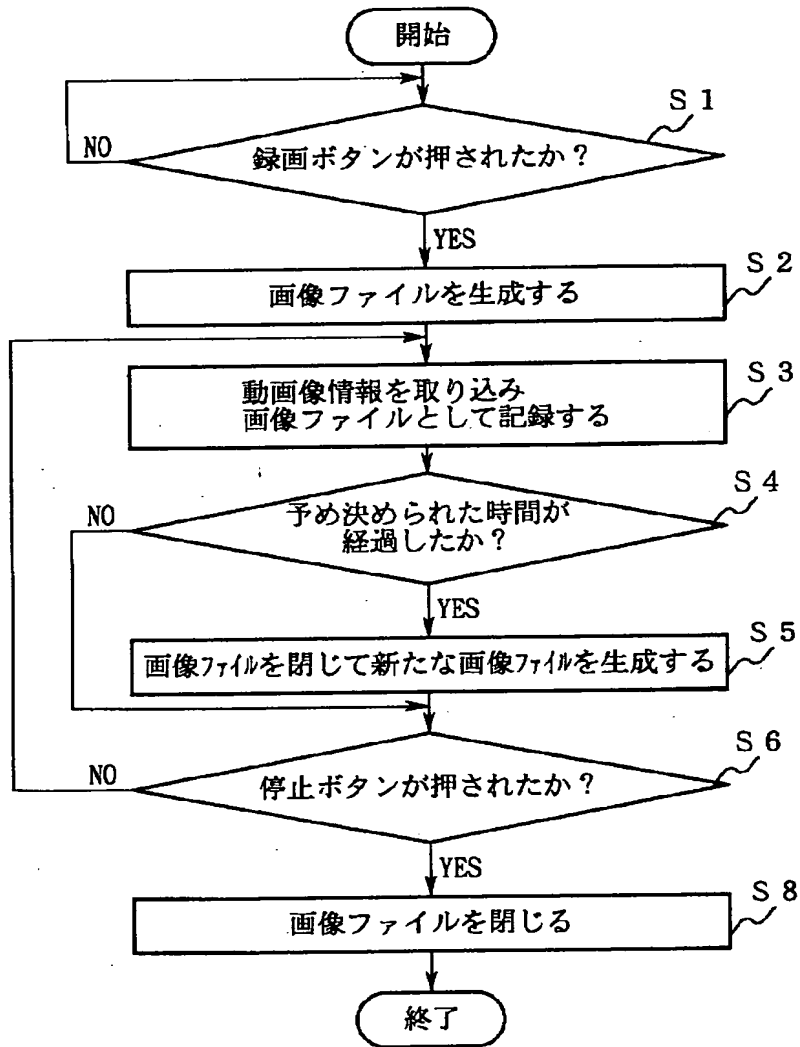 開始
S1
録画ボタンが押されたか?
NO
YES
S2
画像ファイルを生成する
S3
動画像情報を取り込み
画像ファイルとして記録する
S4
予め決められた時間が
経過したか?
NO
YES
S5
画像ファイルを閉じて新たな画像ファイルを生成する
S6
停止ボタンが押されたか?
NO
YES
S8
画像ファイルを閉じる
終了